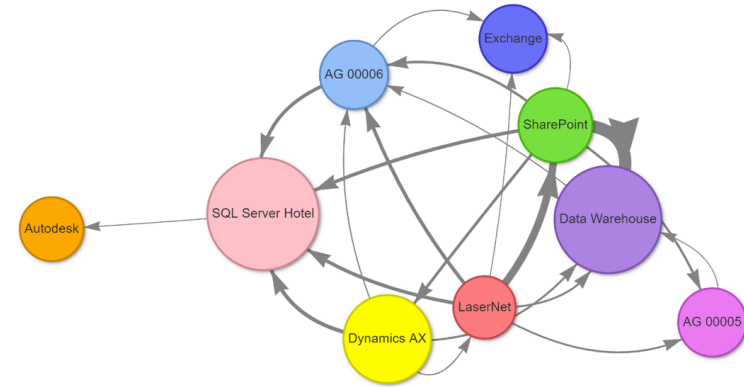 Exchange
AG 00006
SharePoint
SQL Server Hotel
Data Warehouse
Autodesk
LaserNet
AG 00005
Dynamics AX